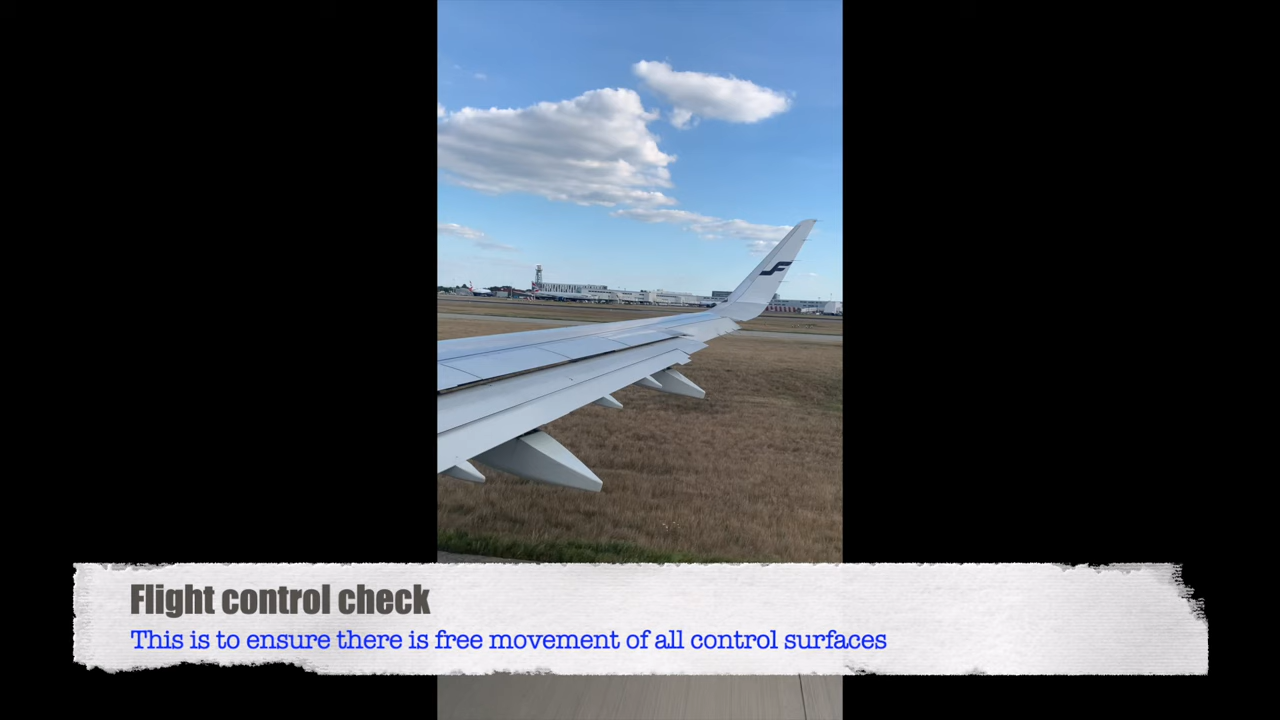 Flight control check
This is to ensure there is free movement of all control surfaces